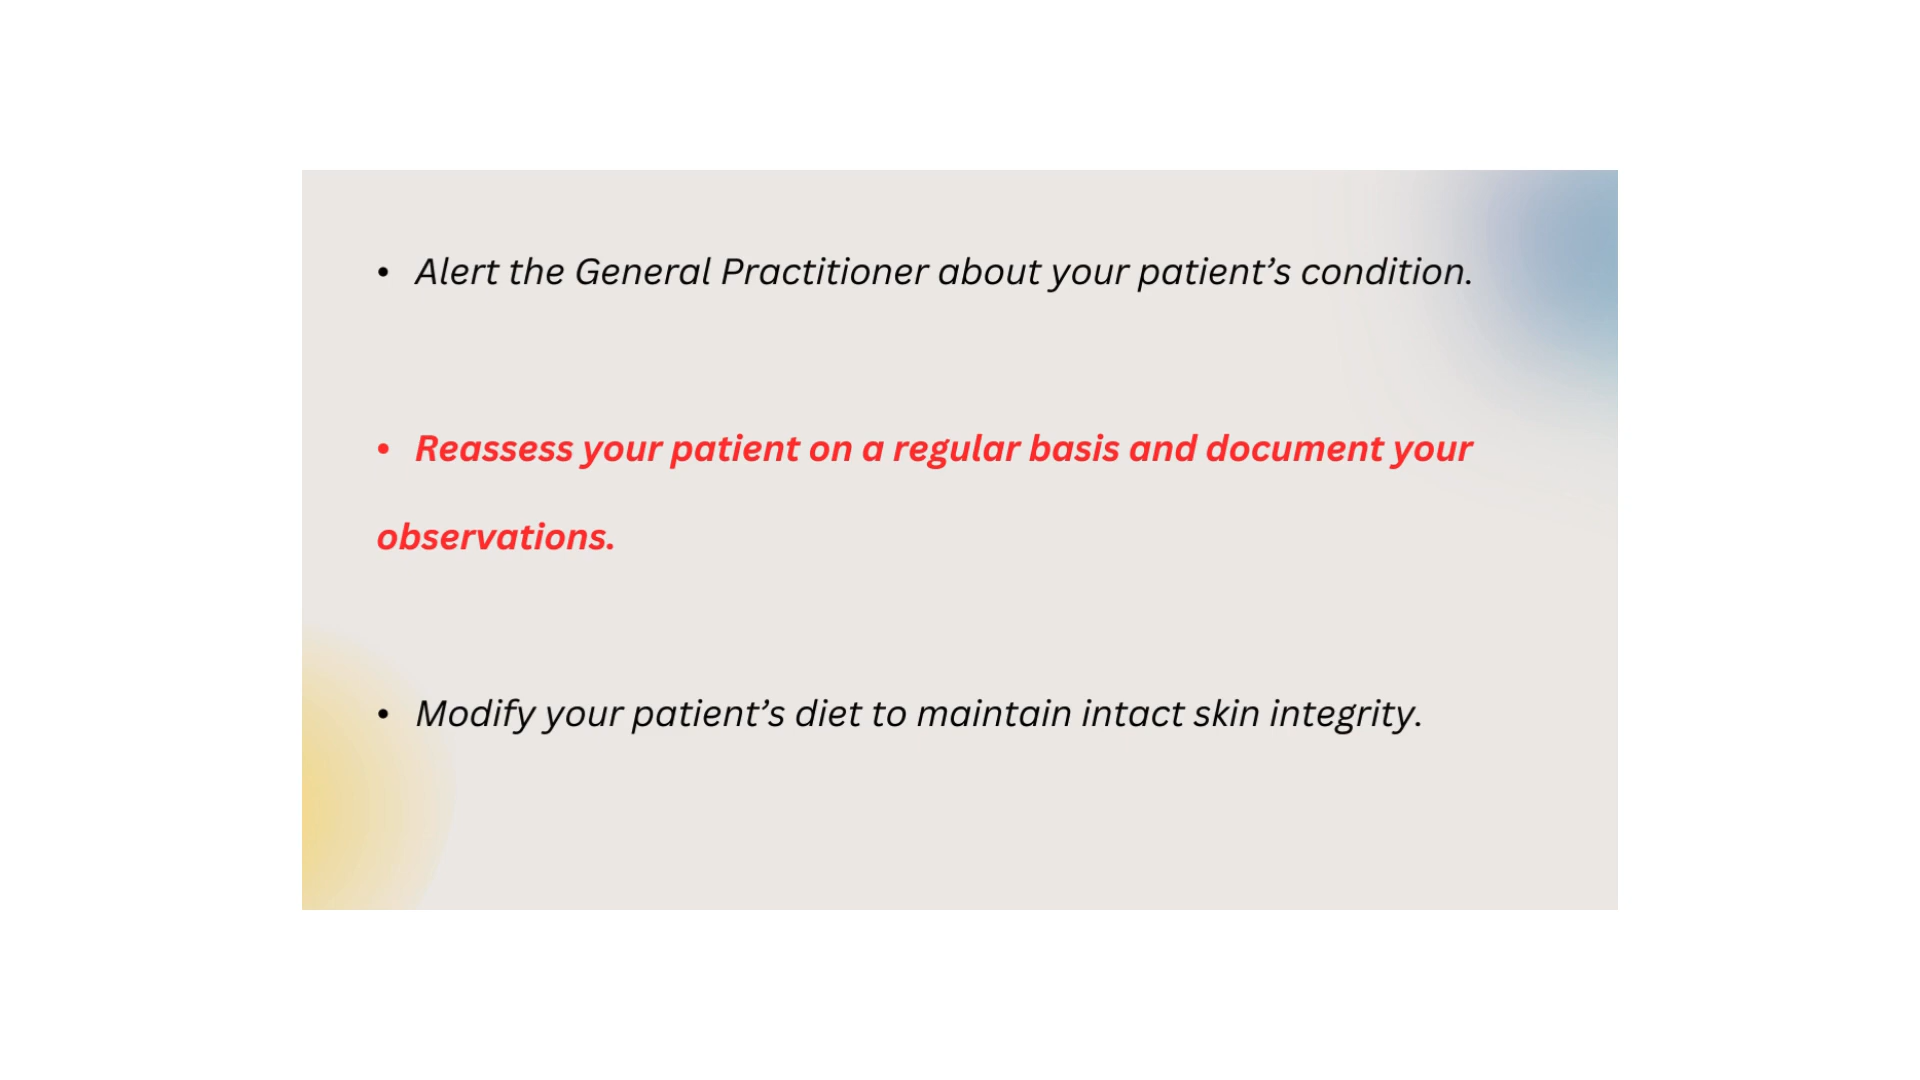 • Alert the General Practitioner about your patient’s condition.
• Reassess your patient on a regular basis and document your
observations.
• Modify your patient’s diet to maintain intact skin integrity.